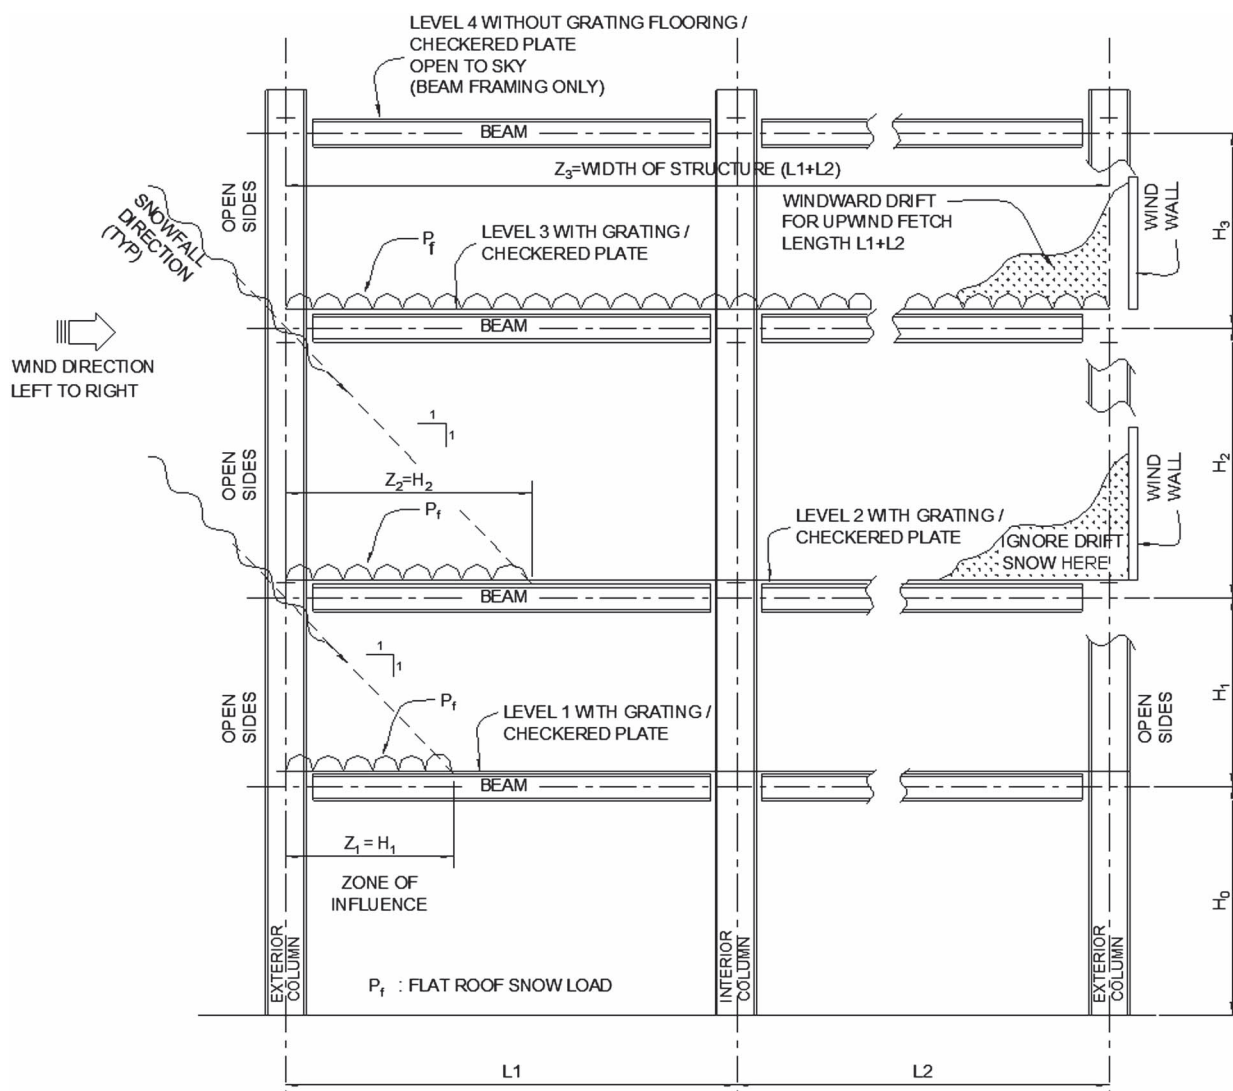 LEVEL 4 WITHOUT GRATING FLOORING /
CHECKERED PLATE
OPEN TO SKY
(BEAM FRAMING ONLY)
BEAM
Z3=WIDTH OF STRUCTURE (L1+L2)
OPEN
SIDES
SNOWFALL
DIRECTION
(TYP)
WINDWARD DRIFT
FOR UPWIND FETCH
LENGTH L1+L2
WIND
WALL
H3
Pf
LEVEL 3 WITH GRATING /
CHECKERED PLATE
BEAM
WIND DIRECTION
LEFT TO RIGHT
1
1
OPEN
SIDES
Z2=H2
Pf
LEVEL 2 WITH GRATING /
CHECKERED PLATE
IGNORE DRIFT
SNOW HERE
WIND
WALL
H2
BEAM
1
1
OPEN
SIDES
Pf
LEVEL 1 WITH GRATING /
CHECKERED PLATE
OPEN
SIDES
H1
BEAM
Z1 = H1
ZONE OF
INFLUENCE
H0
EXTERIOR
COLUMN
Pf : FLAT ROOF SNOW LOAD
INTERIOR
COLUMN
EXTERIOR
COLUMN
L1
L2